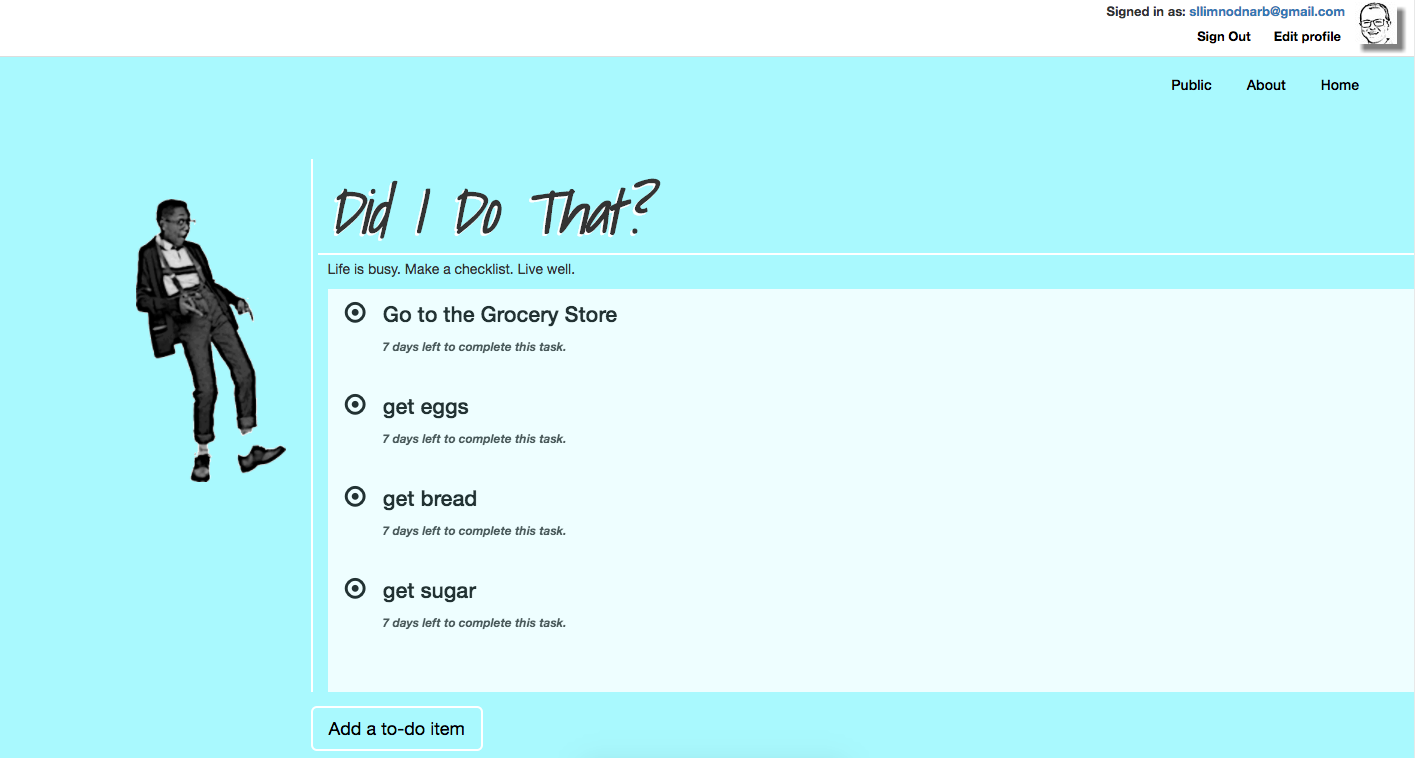 Signed in as: sllimnodnarb@gmail.com
Sign Out Edit profile
Public About Home
Did I Do That?
Life is busy. Make a checklist. Live well.
Go to the Grocery Store
7 days left to complete this task.
get eggs
7 days left to complete this task.
get bread
7 days left to complete this task.
get sugar
7 days left to complete this task.
Add a to-do item